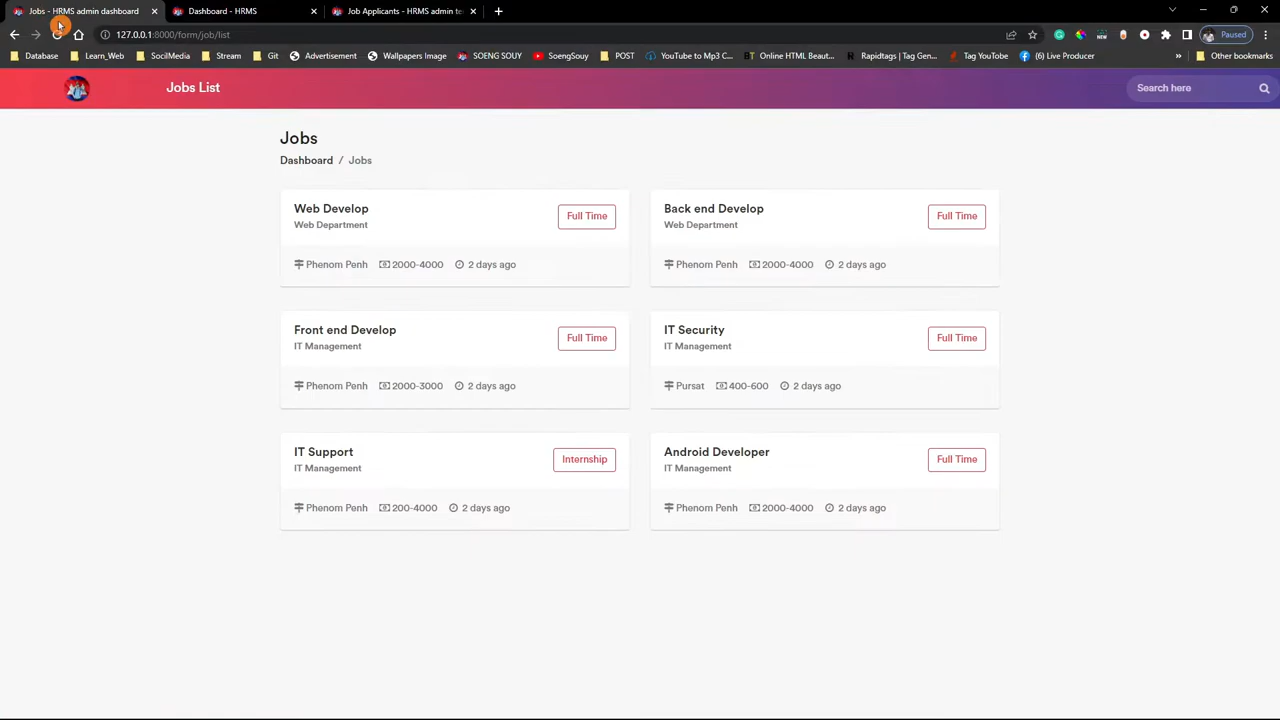 Jobs - HRMS admin dashboard
Dashboard - HRMS
Job Applicants - HRMS admin te
127.0.0.1:8000/form/job/list
Paused
Database Learn_Web SocilMedia Stream Git Advertisement Wallpapers Image SOENG SOUY SoengSouy POST YouTube to Mp3 C... Online HTML Beaut... Rapidtags | Tag Gen... Tag YouTube (6) Live Producer » Other bookmarks
Jobs List
Search here
Jobs
Dashboard / Jobs
Web Develop
Web Department
Full Time
Phenom Penh 2000-4000 2 days ago
Back end Develop
Web Department
Full Time
Phenom Penh 2000-4000 2 days ago
Front end Develop
IT Management
Full Time
Phenom Penh 2000-3000 2 days ago
IT Security
IT Management
Full Time
Pursat 400-600 2 days ago
IT Support
IT Management
Internship
Phenom Penh 200-4000 2 days ago
Android Developer
IT Management
Full Time
Phenom Penh 2000-4000 2 days ago